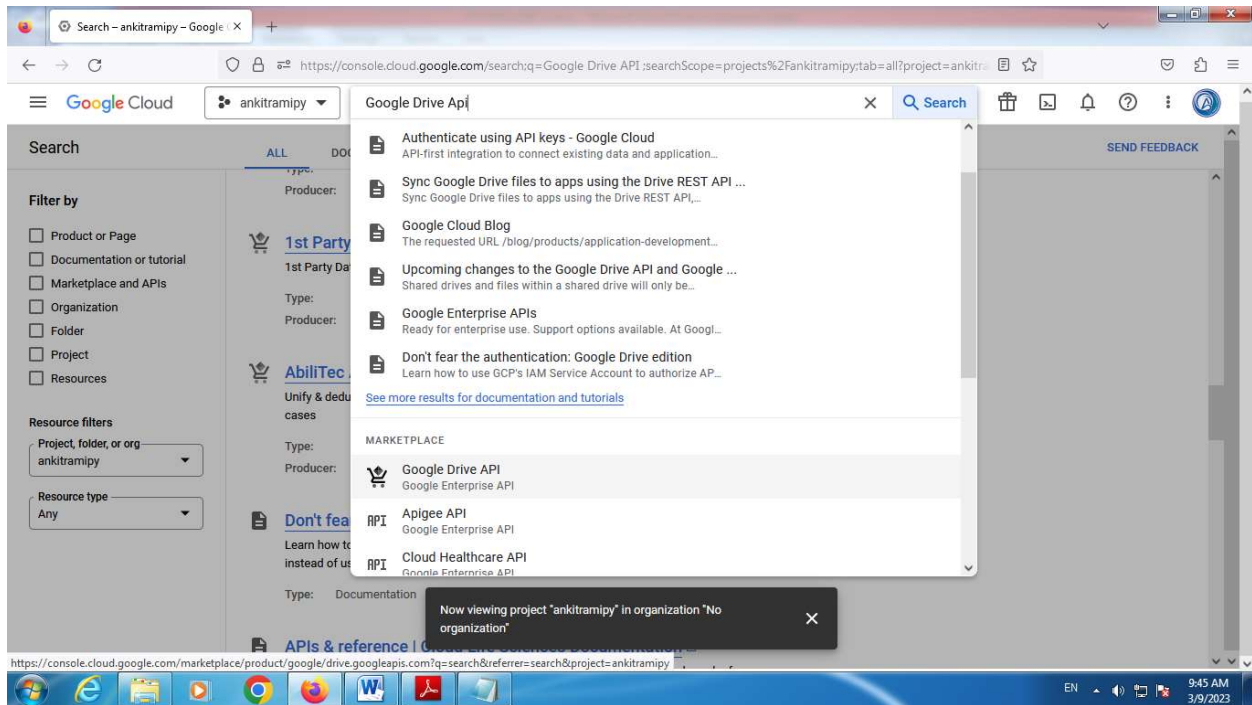 Search – ankitramipy – Google
https://console.cloud.google.com/search;q=Google Drive API ;searchScope=projects%2Fankitramipy;tab=all?project=ankitra
Google Cloud
ankitramipy
Google Drive Api
Search
Search
ALL
DOC
SEND FEEDBACK
Filter by
Product or Page
Documentation or tutorial
Marketplace and APIs
Organization
Folder
Project
Resources
Resource filters
Project, folder, or org
ankitramipy
Resource type
Any
Type:
Producer:
1st Party
1st Party Da
Type:
Producer:
AbiliTec
Unify & dedu
cases
Type:
Producer:
Don't fea
Learn how to
instead of us
Type: Documentation
APIs & reference |
Authenticate using API keys - Google Cloud
API-first integration to connect existing data and application...
Sync Google Drive files to apps using the Drive REST API ...
Sync Google Drive files to apps using the Drive REST API,...
Google Cloud Blog
The requested URL /blog/products/application-development...
Upcoming changes to the Google Drive API and Google ...
Shared drives and files within a shared drive will only be...
Google Enterprise APIs
Ready for enterprise use. Support options available. At Googl...
Don't fear the authentication: Google Drive edition
Learn how to use GCP's IAM Service Account to authorize AP...
See more results for documentation and tutorials
MARKETPLACE
Google Drive API
Google Enterprise API
API
Apigee API
Google Enterprise API
API
Cloud Healthcare API
Google Enterprise API
Now viewing project "ankitramipy" in organization "No
organization"
https://console.cloud.google.com/marketplace/product/google/drive.googleapis.com?q=search&referrer=search&project=ankitramipy
EN
9:45 AM
3/9/2023